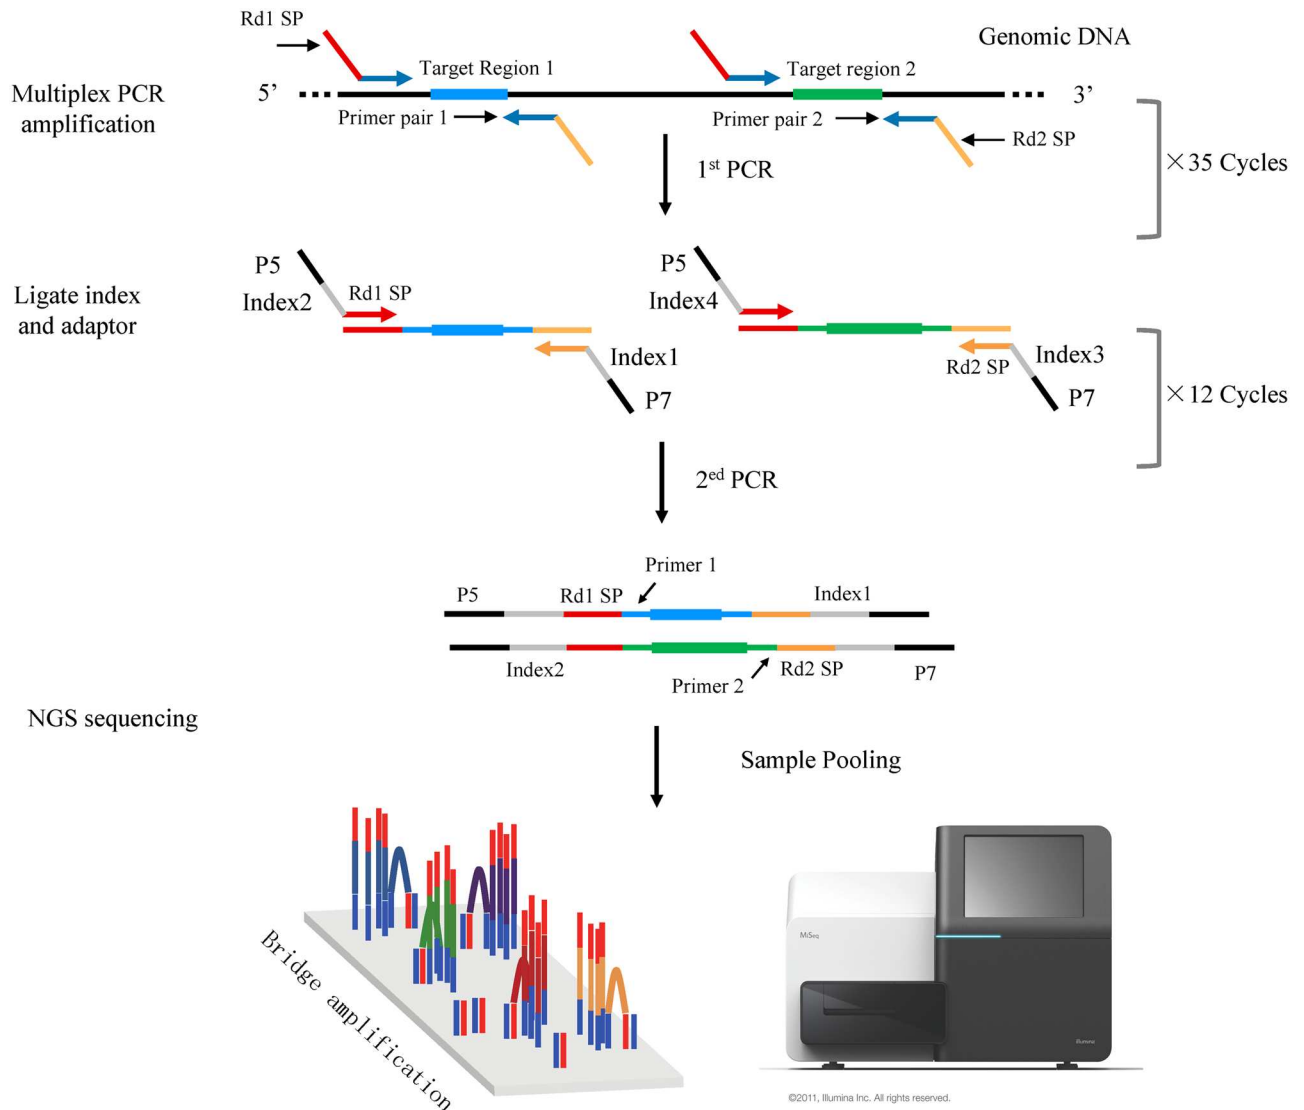 Rd1 SP
Genomic DNA
Multiplex PCR
amplification
5’
Target Region 1
Target region 2
3’
Primer pair 1
Primer pair 2
Rd2 SP
1st PCR
×35 Cycles
Ligate index
and adaptor
P5
Index2
Rd1 SP
Index1
P7
P5
Index4
Rd2 SP
Index3
P7
×12 Cycles
2ed PCR
Primer 1
P5
Rd1 SP
Index1
Index2
Primer 2
Rd2 SP
P7
NGS sequencing
Sample Pooling
Bridge amplification
MiSeq
illumina
©2011, Illumina Inc. All rights reserved.